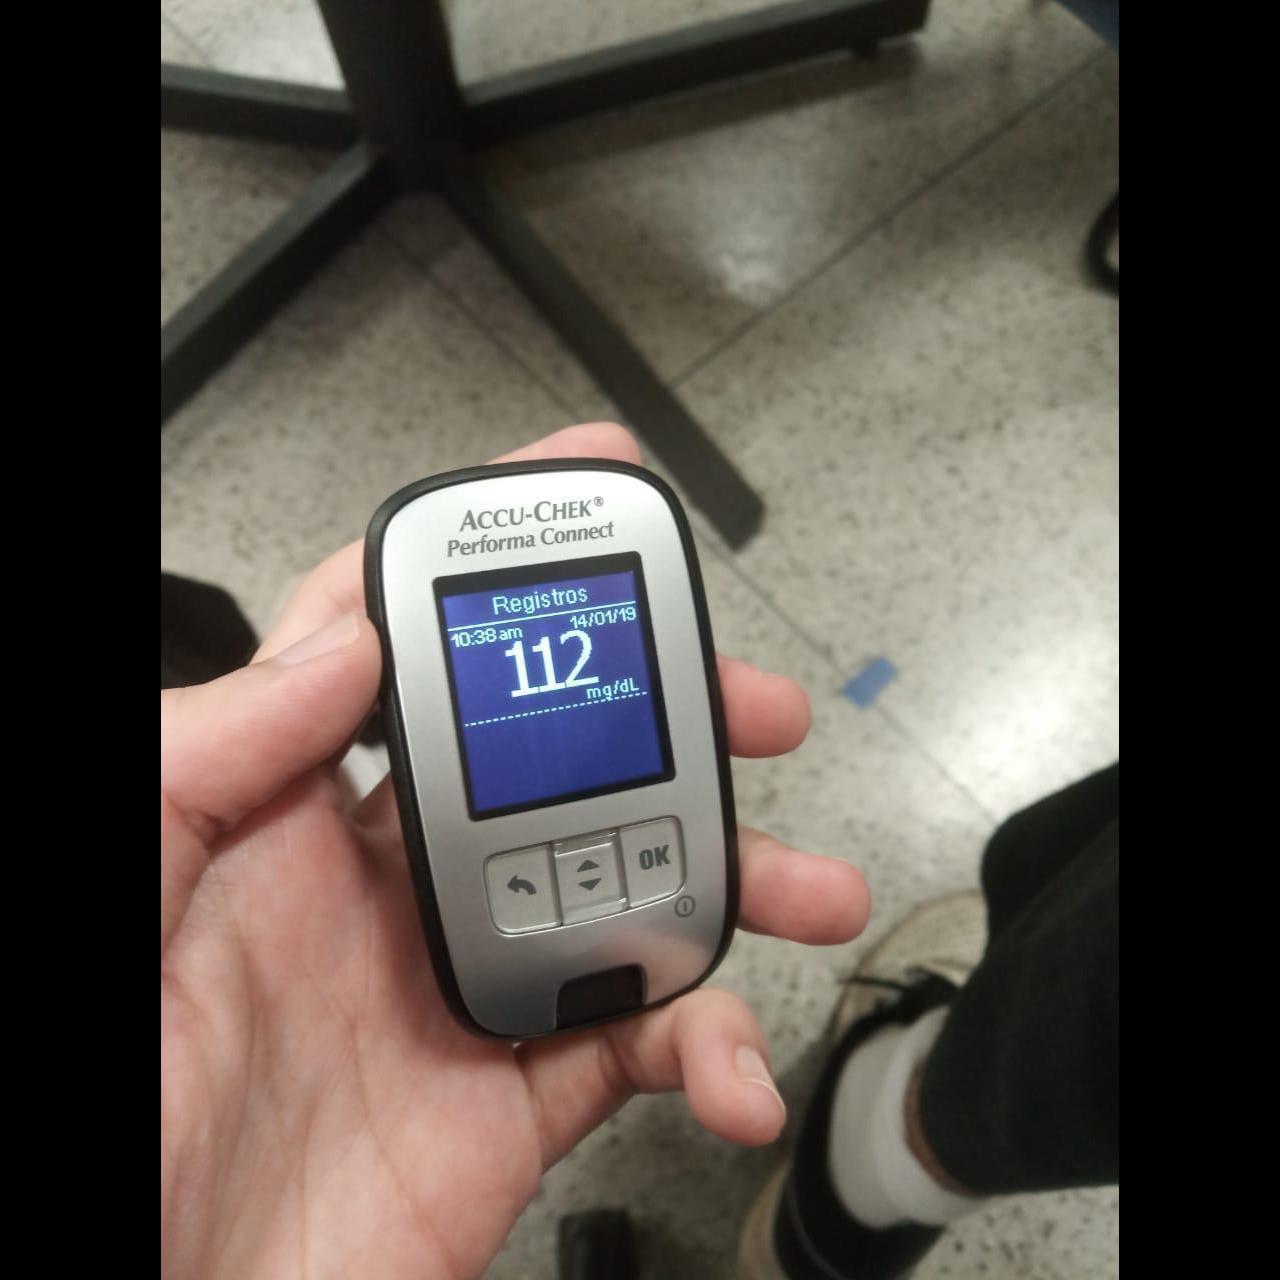 ACCU-CHEK®
Performa Connect
Registros
10:38 am 14/01/19
112
mg/dL
OK